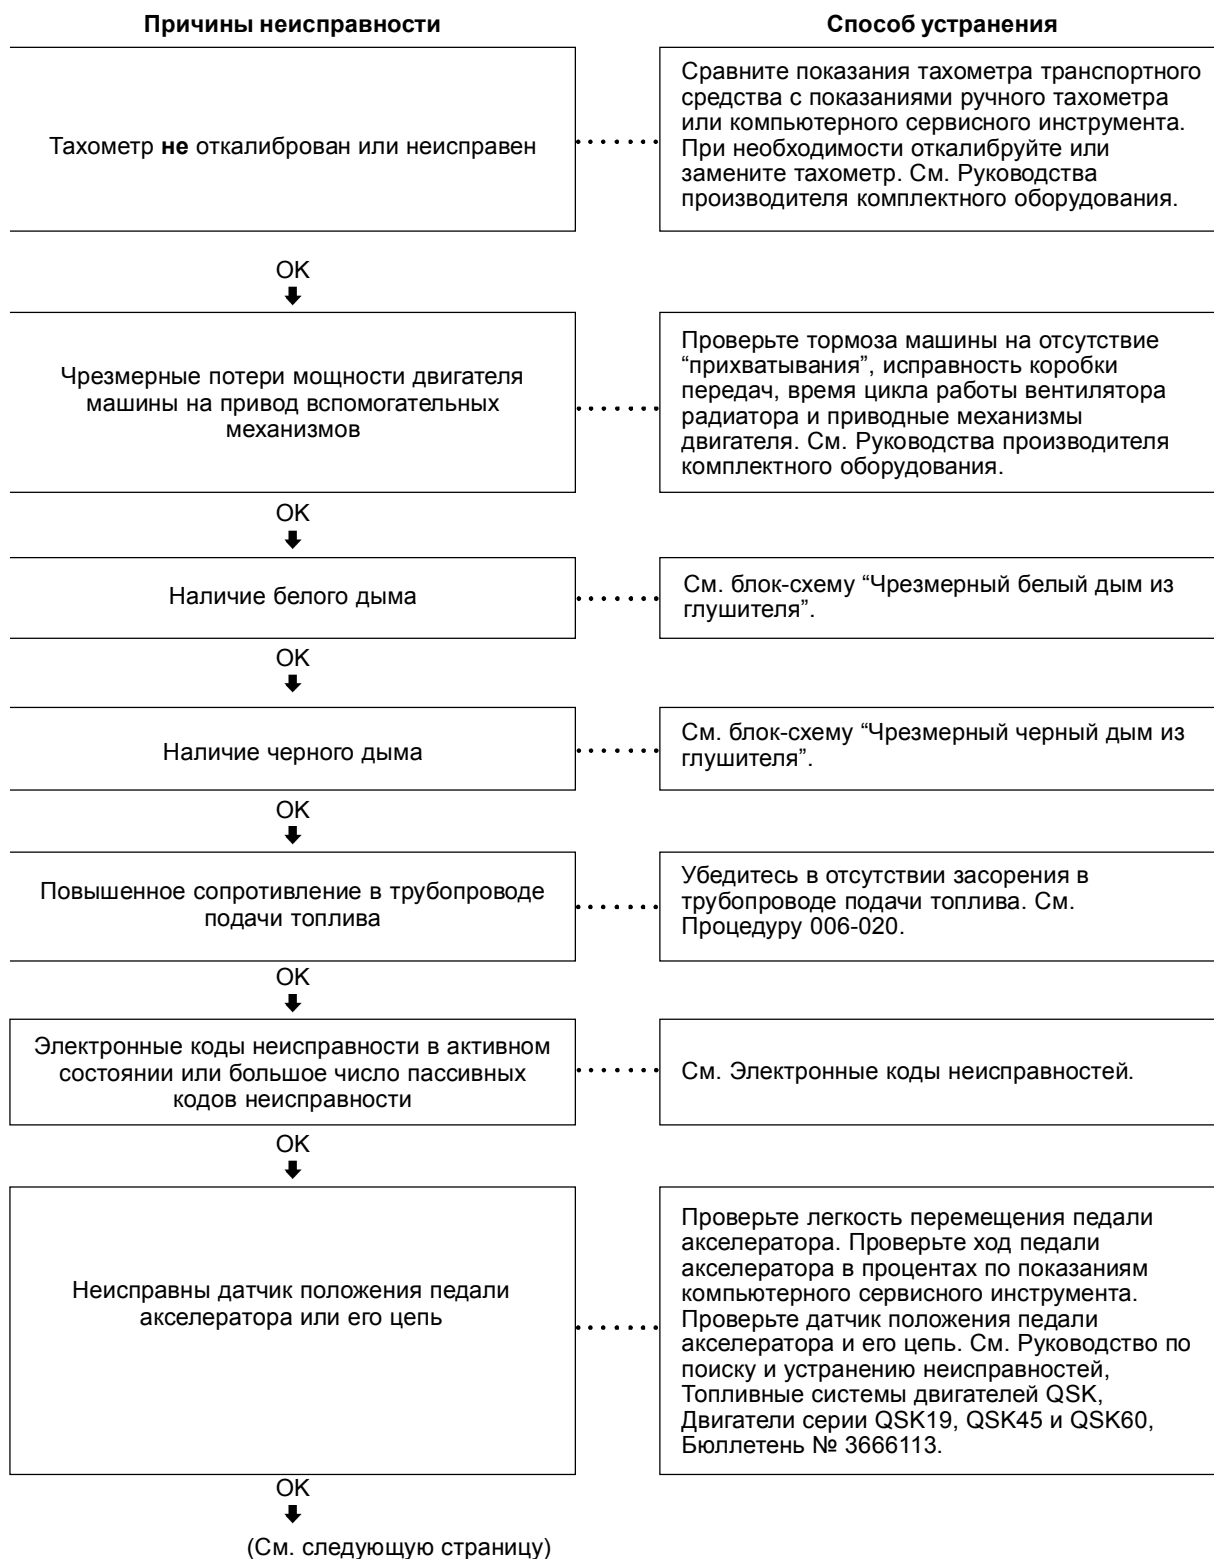 Причины неисправности
Способ устранения
Тахометр не откалиброван или неисправен
Сравните показания тахометра транспортного
средства с показаниями ручного тахометра
или компьютерного сервисного инструмента.
При необходимости откалибруйте или
замените тахометр. См. Руководства
производителя комплектного оборудования.
OK
Чрезмерные потери мощности двигателя
машины на привод вспомогательных
механизмов
Проверьте тормоза машины на отсутствие
“прихватывания”, исправность коробки
передач, время цикла работы вентилятора
радиатора и приводные механизмы
двигателя. См. Руководства производителя
комплектного оборудования.
OK
Наличие белого дыма
См. блок-схему “Чрезмерный белый дым из
глушителя”.
OK
Наличие черного дыма
См. блок-схему “Чрезмерный черный дым из
глушителя”.
OK
Повышенное сопротивление в трубопроводе
подачи топлива
Убедитесь в отсутствии засорения в
трубопроводе подачи топлива. См.
Процедуру 006-020.
OK
Электронные коды неисправности в активном
состоянии или большое число пассивных
кодов неисправности
См. Электронные коды неисправностей.
OK
Неисправны датчик положения педали
акселератора или его цепь
Проверьте легкость перемещения педали
акселератора. Проверьте ход педали
акселератора в процентах по показаниям
компьютерного сервисного инструмента.
Проверьте датчик положения педали
акселератора и его цепь. См. Руководство по
поиску и устранению неисправностей,
Топливные системы двигателей QSK,
Двигатели серии QSK19, QSK45 и QSK60,
Бюллетень № 3666113.
OK
(См. следующую страницу)